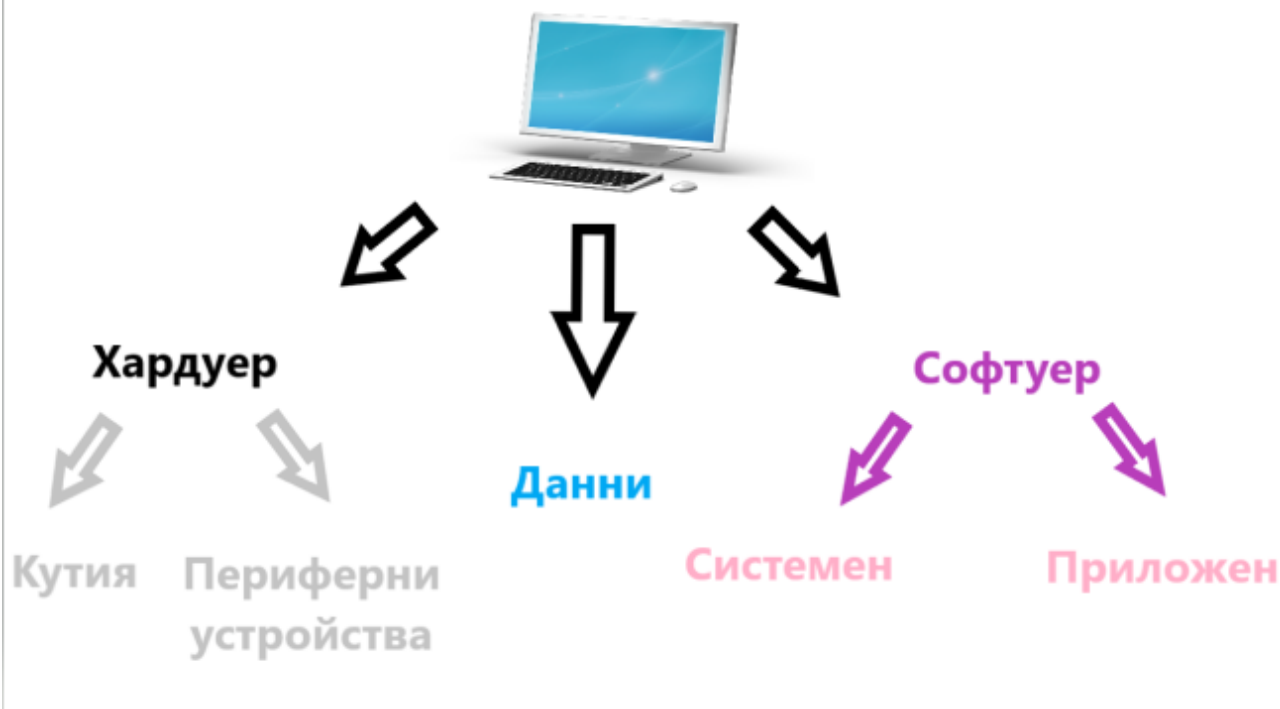 Хардуер
Софтуер
Данни
Кутия
Периферни
устройства
Системен
Приложен